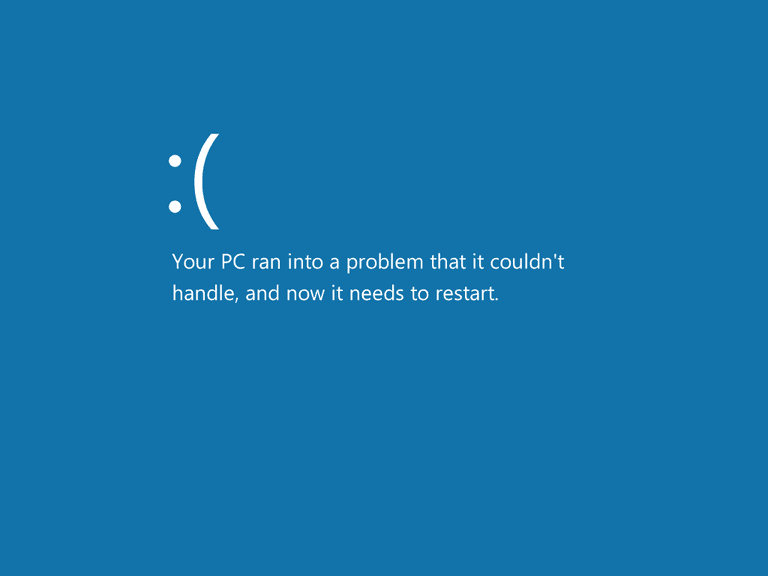 :(
Your PC ran into a problem that it couldn't
handle, and now it needs to restart.